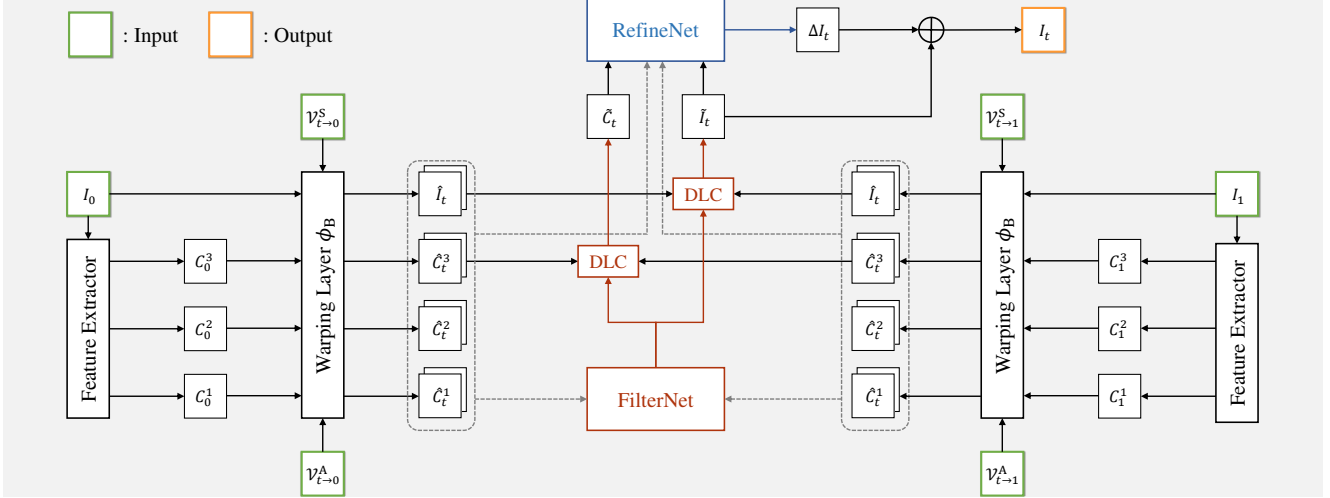 : Input
: Output
RefineNet
ΔI_t
I_t
𝒱^S_{t→0}
C̃_t
Ĩ_t
𝒱^S_{t→1}
I_0
Î_t
DLC
Î_t
I_1
Feature Extractor
C_0^3
Warping Layer ϕ_B
Ĉ_t^3
DLC
Ĉ_t^3
Warping Layer ϕ_B
C_1^3
Feature Extractor
C_0^2
Ĉ_t^2
Ĉ_t^2
C_1^2
C_0^1
Ĉ_t^1
FilterNet
Ĉ_t^1
C_1^1
𝒱^A_{t→0}
𝒱^A_{t→1}